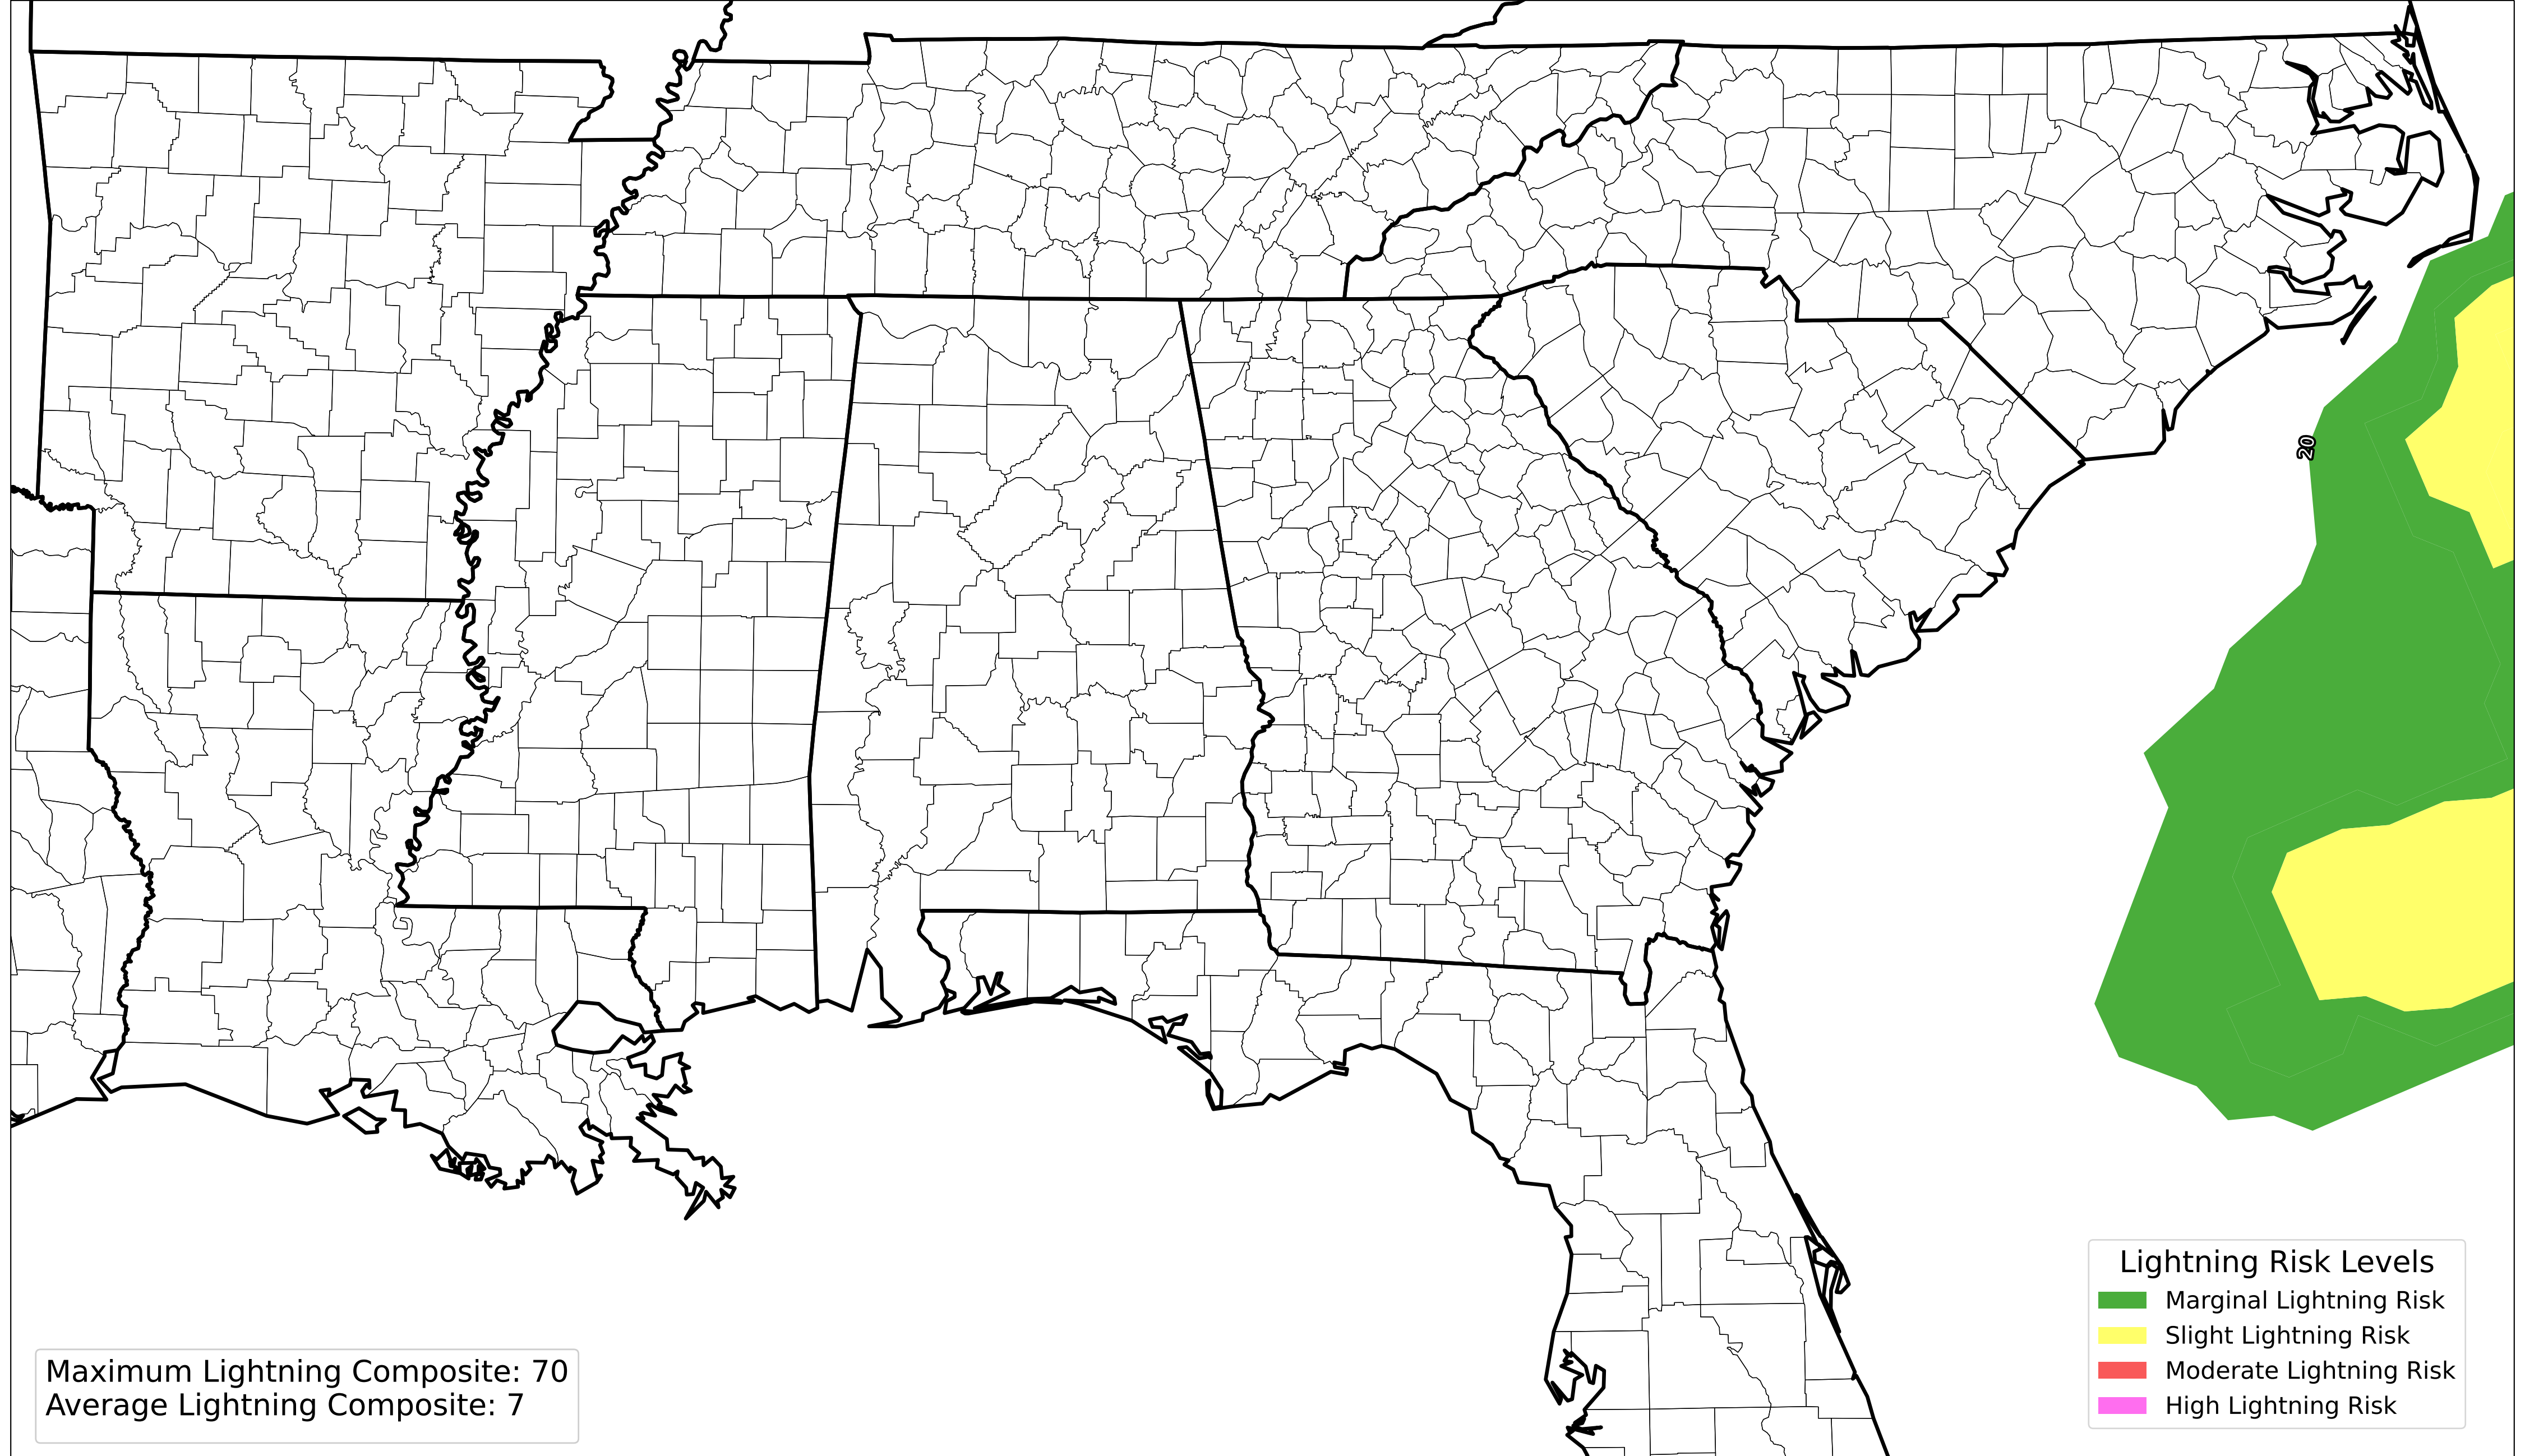 20
Lightning Risk Levels
Marginal Lightning Risk
Slight Lightning Risk
Moderate Lightning Risk
High Lightning Risk
Maximum Lightning Composite: 70
Average Lightning Composite: 7